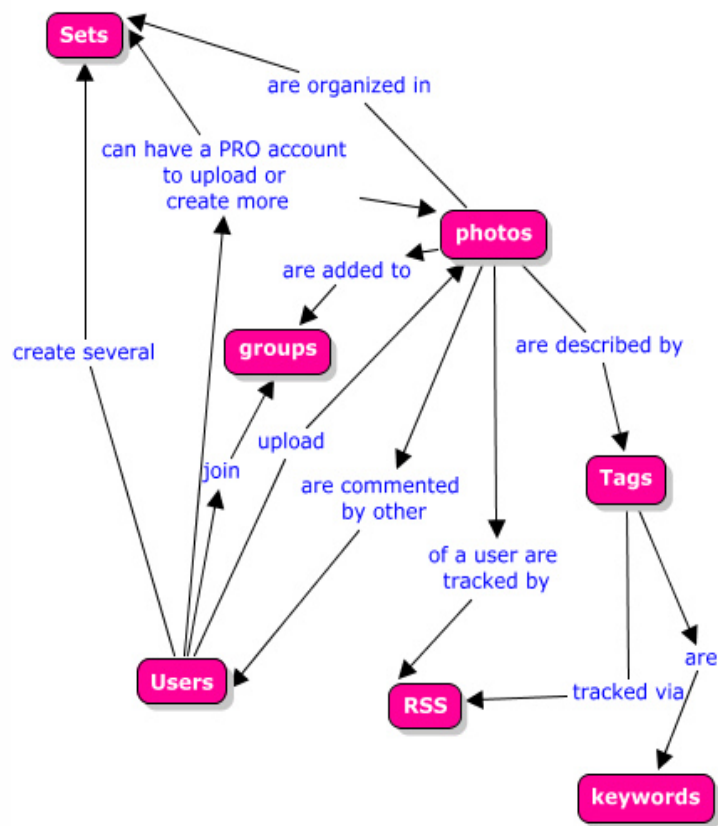 Sets
are organized in
can have a PRO account
to upload or
create more
photos
are added to
groups
create several
are described by
upload
join
Tags
are commented
by other
of a user are
tracked by
are
Users
RSS
tracked via
keywords